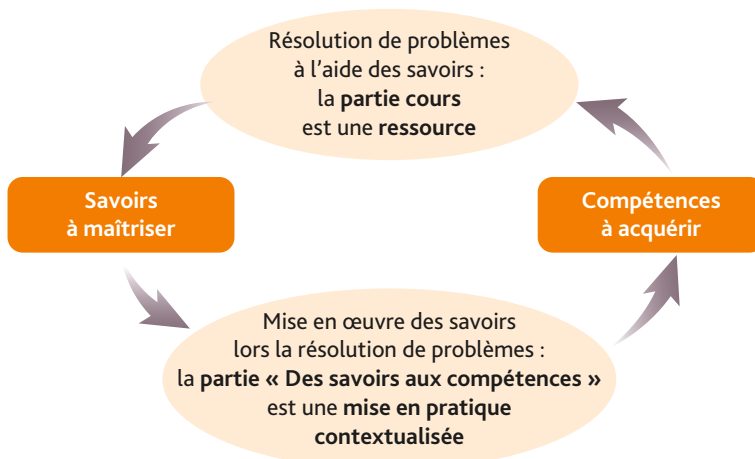 Résolution de problèmes
à l’aide des savoirs :
la partie cours
est une ressource
Savoirs
à maîtriser
Compétences
à acquérir
Mise en œuvre des savoirs
lors la résolution de problèmes :
la partie « Des savoirs aux compétences »
est une mise en pratique
contextualisée